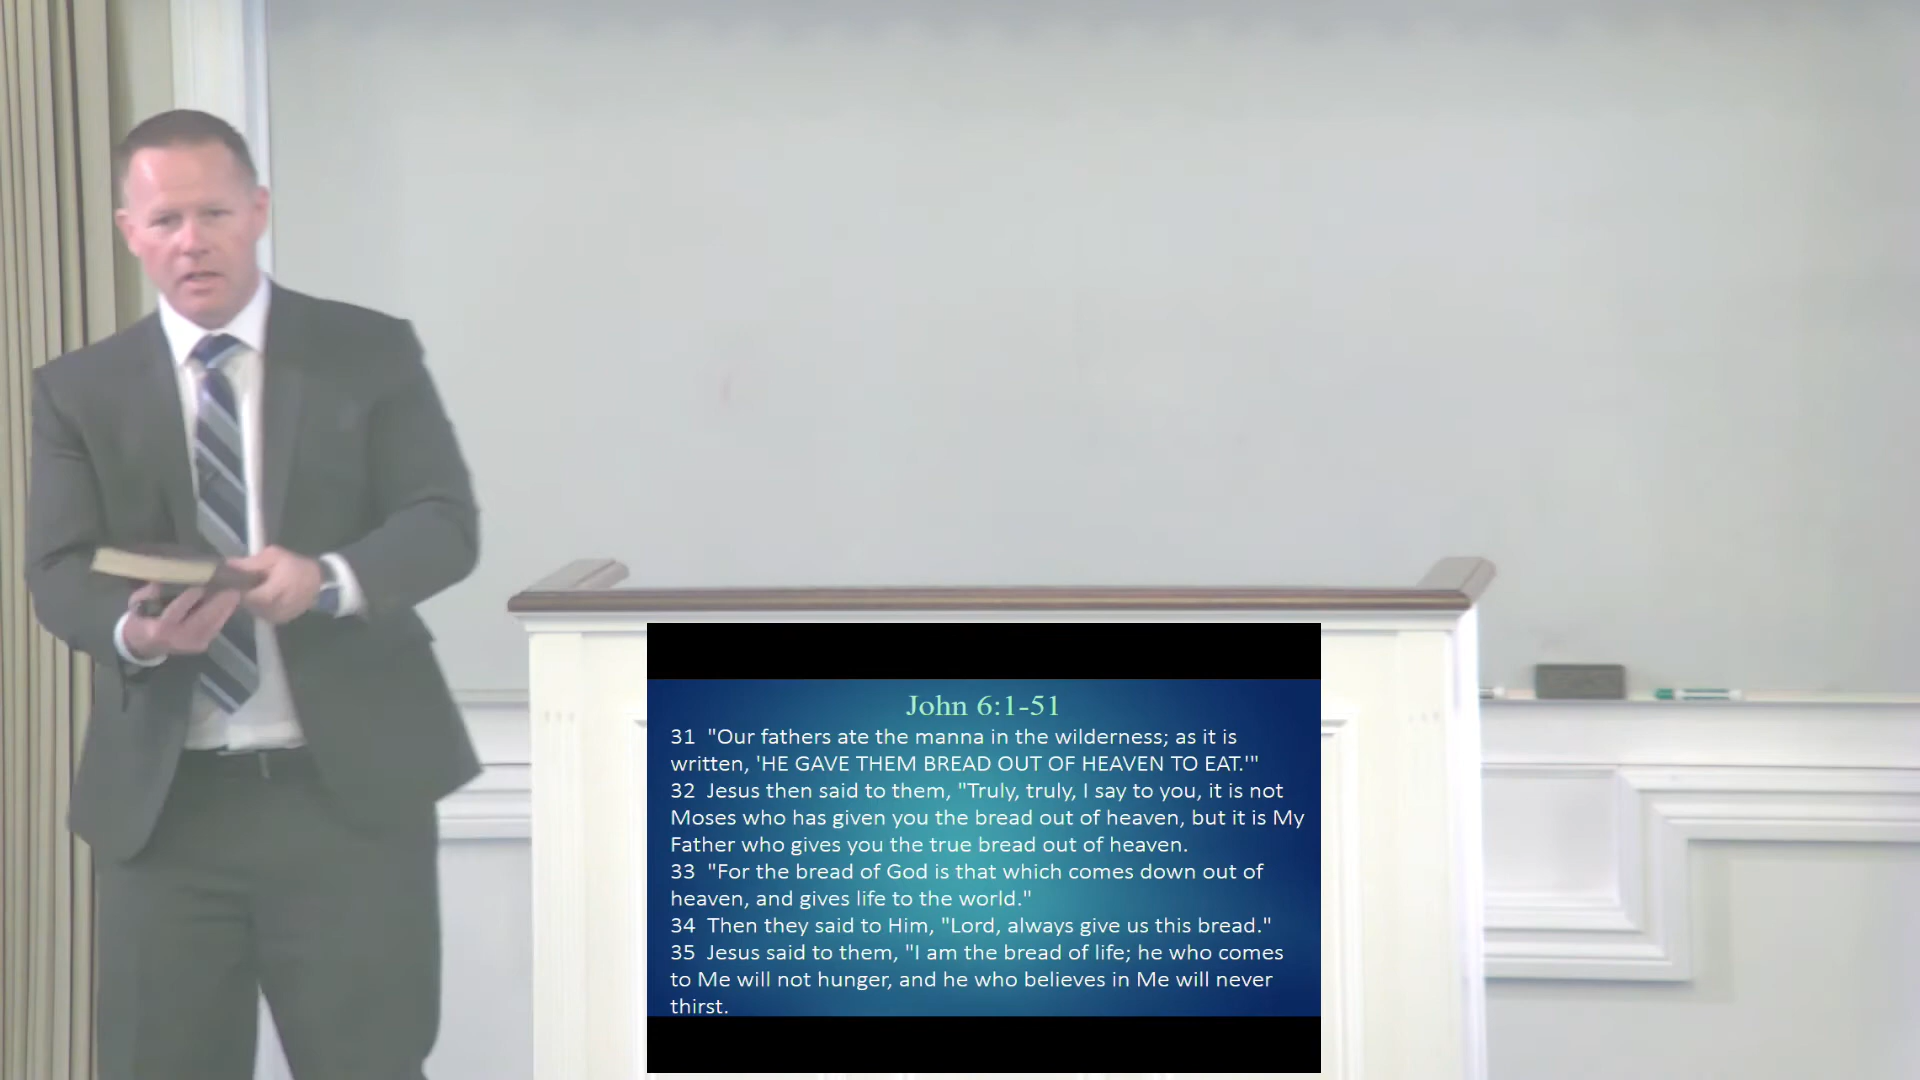 John 6:1-51
31 "Our fathers ate the manna in the wilderness; as it is
written, 'HE GAVE THEM BREAD OUT OF HEAVEN TO EAT.'"
32 Jesus then said to them, "Truly, truly, I say to you, it is not
Moses who has given you the bread out of heaven, but it is My
Father who gives you the true bread out of heaven.
33 "For the bread of God is that which comes down out of
heaven, and gives life to the world."
34 Then they said to Him, "Lord, always give us this bread."
35 Jesus said to them, "I am the bread of life; he who comes
to Me will not hunger, and he who believes in Me will never
thirst.